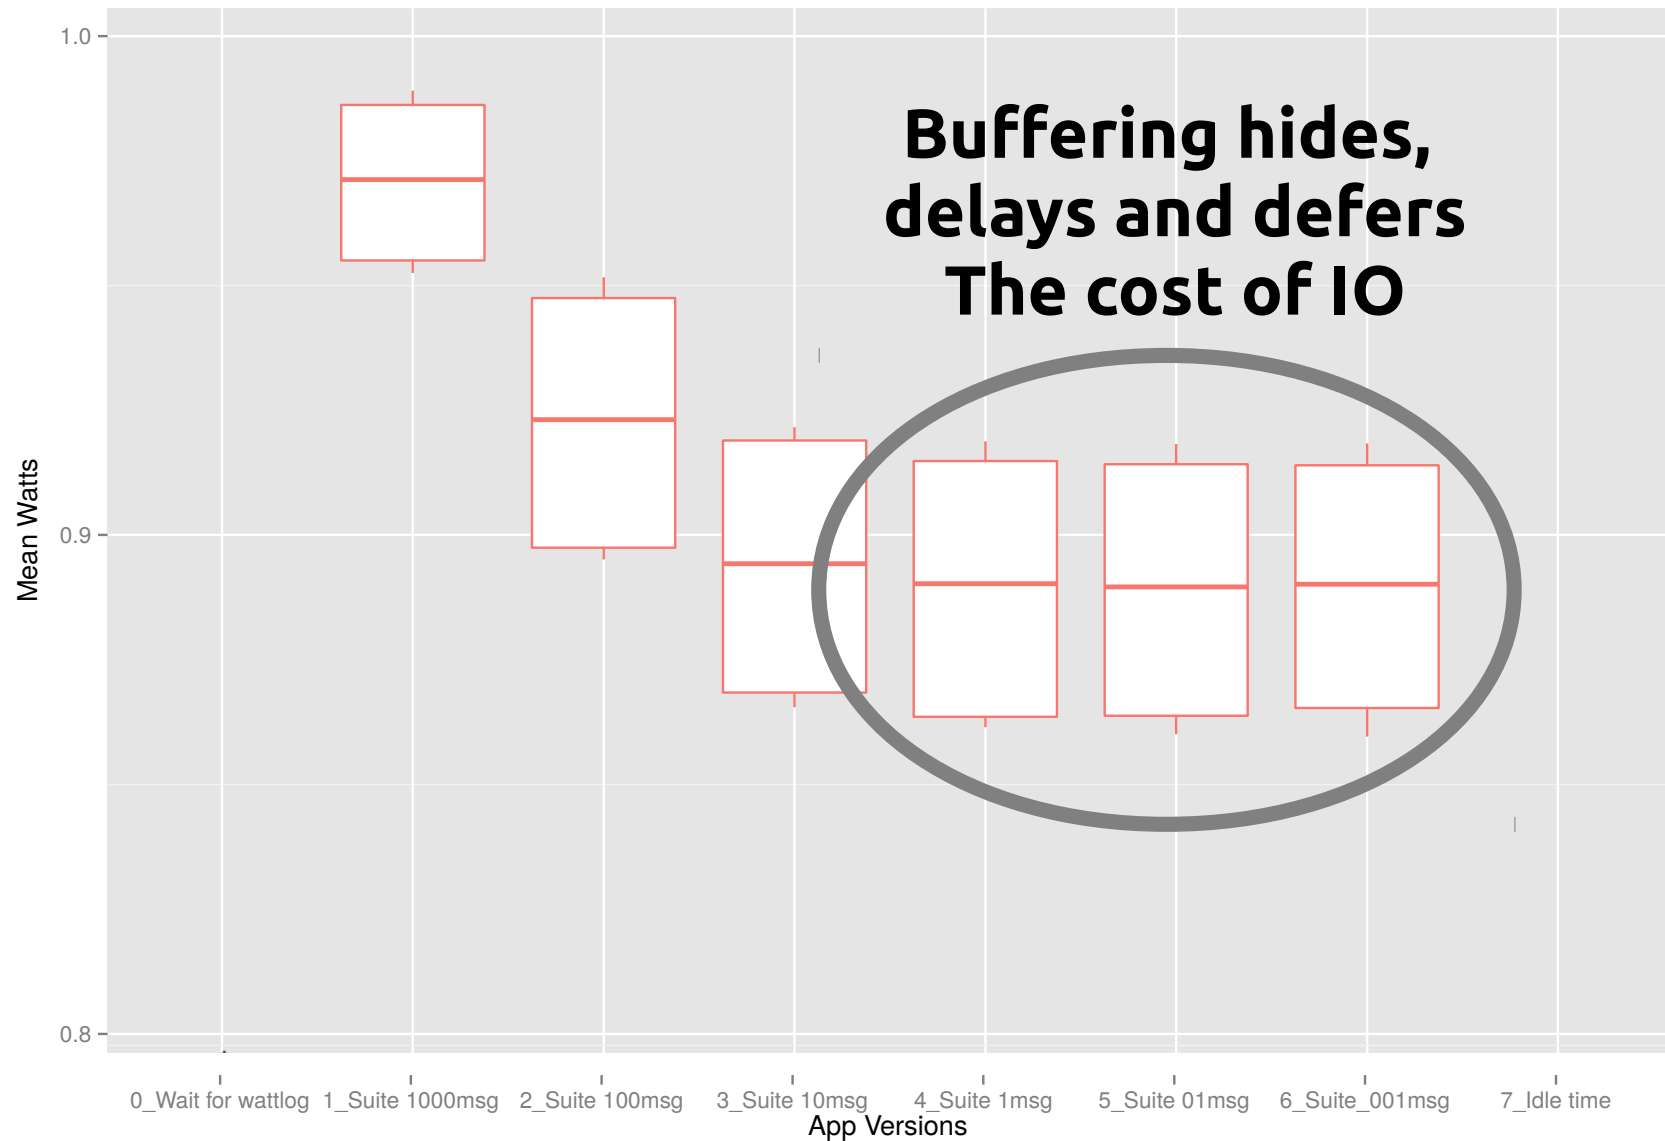 1.0
Buffering hides,
delays and defers
The cost of IO
Mean Watts
0.9
0.8
0_Wait for wattlog 1_Suite 1000msg 2_Suite 100msg 3_Suite 10msg 4_Suite 1msg 5_Suite 01msg 6_Suite_001msg 7_Idle time
App Versions